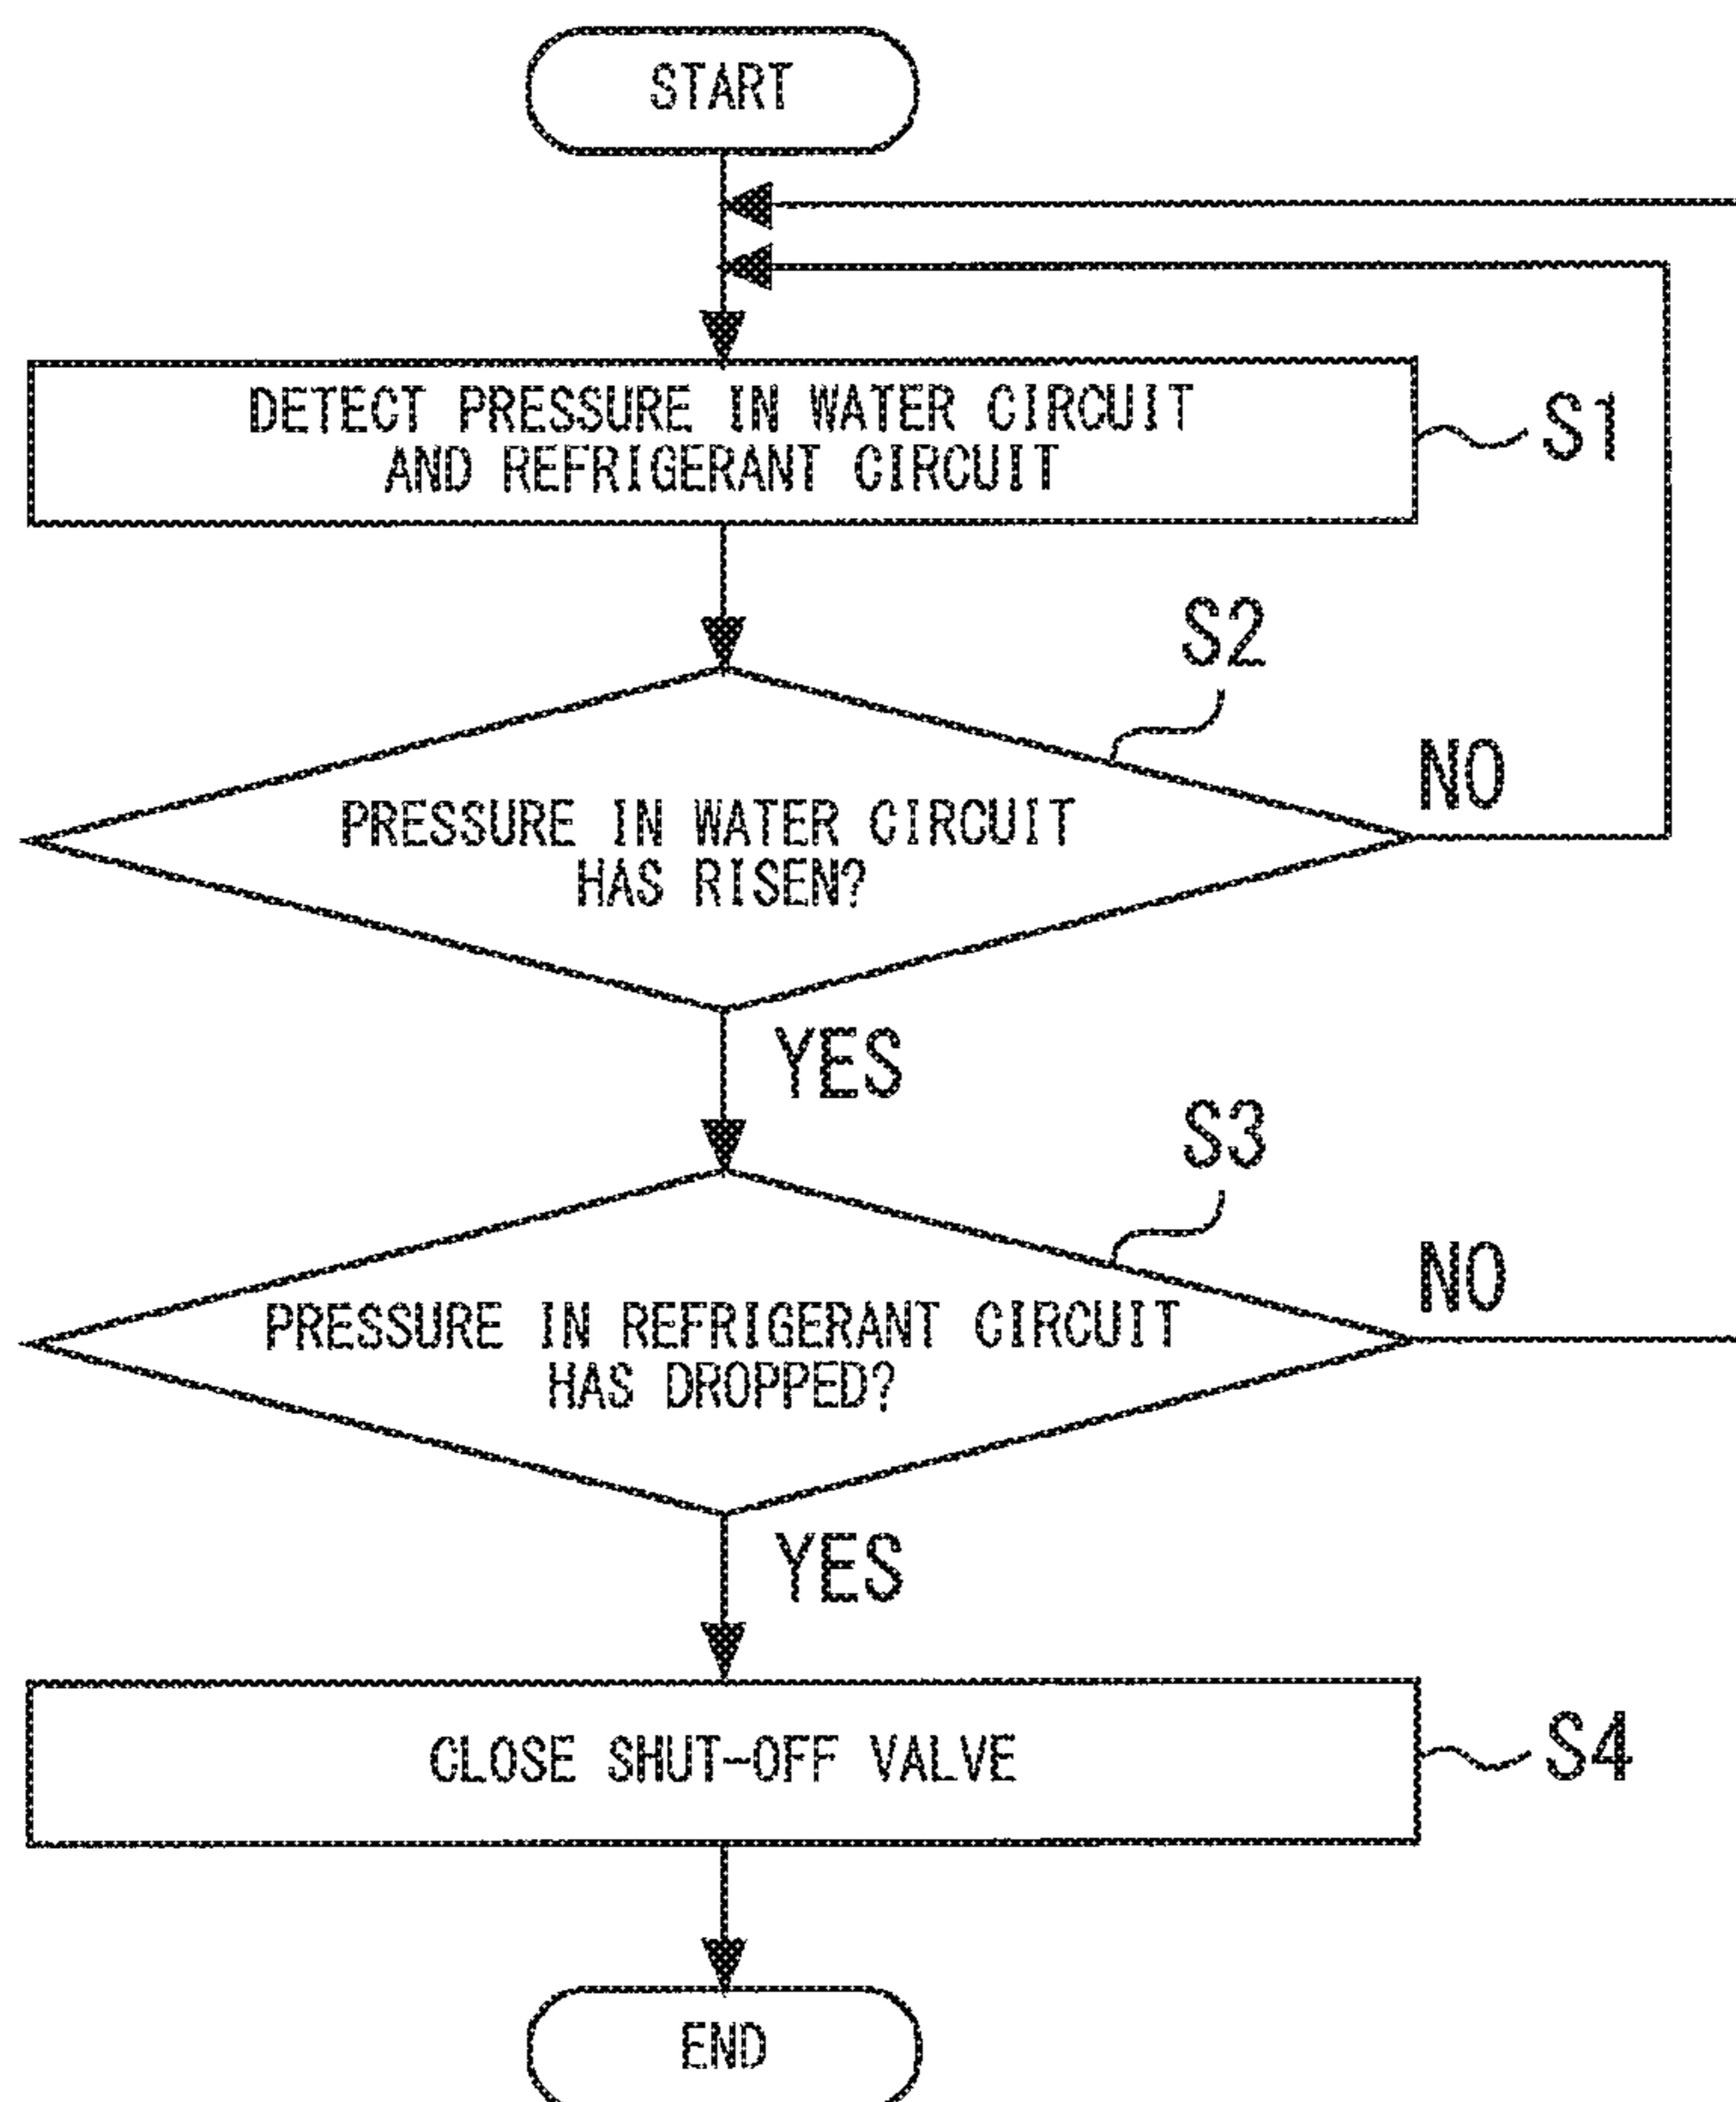 START
DETECT PRESSURE IN WATER CIRCUIT
AND REFRIGERANT CIRCUIT
S1
S2
NO
PRESSURE IN WATER CIRCUIT
HAS RISEN?
YES
S3
NO
PRESSURE IN REFRIGERANT CIRCUIT
HAS DROPPED?
YES
CLOSE SHUT-OFF VALVE
S4
END